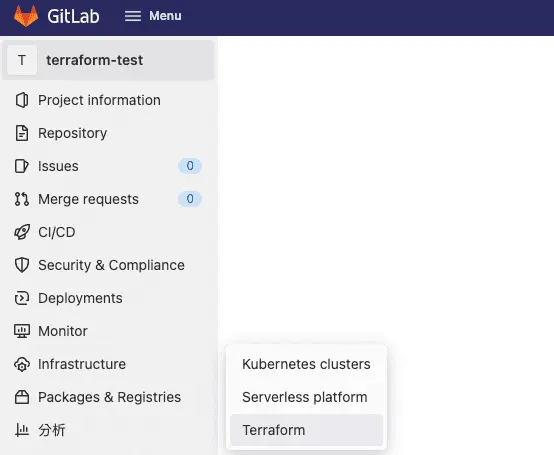 GitLab Menu
T terraform-test
Project information
Repository
Issues 0
Merge requests 0
CI/CD
Security & Compliance
Deployments
Monitor
Infrastructure
Packages & Registries
分析
Kubernetes clusters
Serverless platform
Terraform